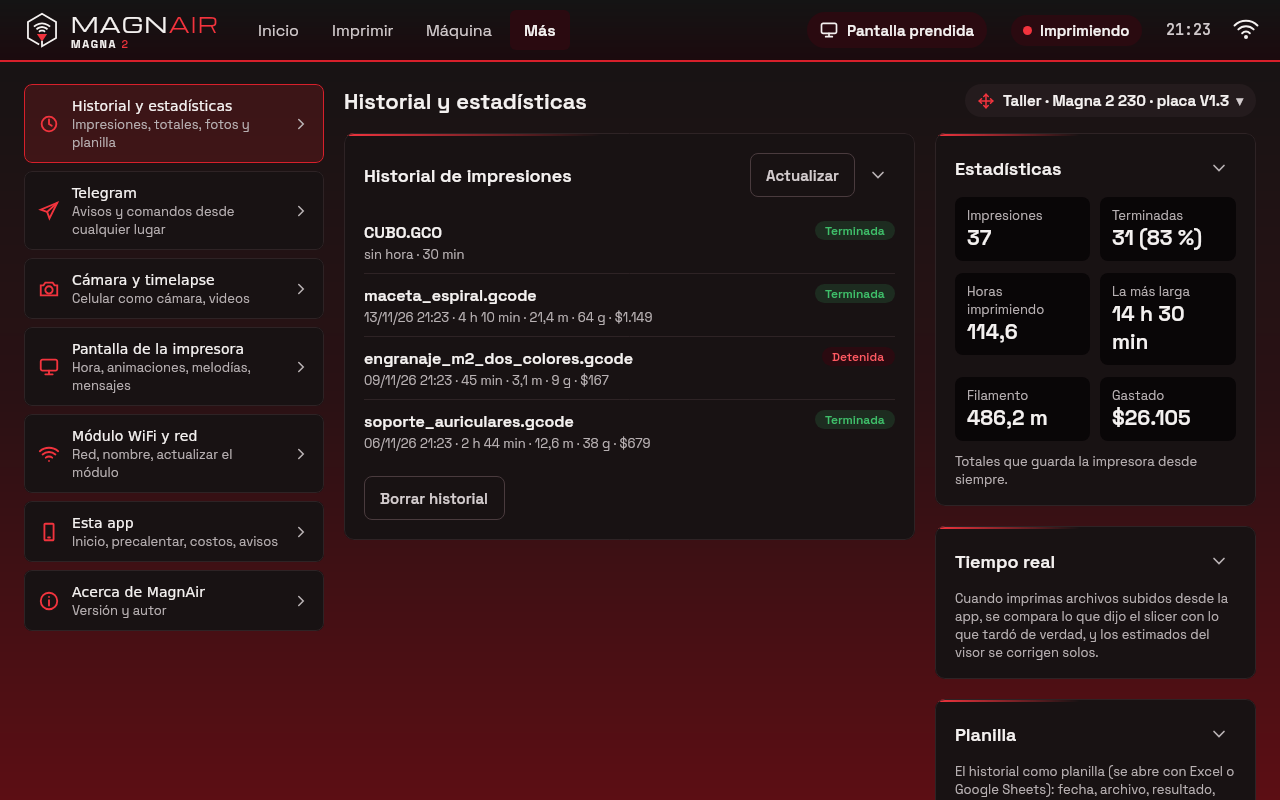 MAGNAIR
MAGNA 2
Inicio
Imprimir
Máquina
Más
Pantalla prendida
Imprimiendo
21:23
Historial y estadísticas
Impresiones, totales, fotos y
planilla
Telegram
Avisos y comandos desde
cualquier lugar
Cámara y timelapse
Celular como cámara, videos
Pantalla de la impresora
Hora, animaciones, melodías,
mensajes
Módulo WiFi y red
Red, nombre, actualizar el
módulo
Esta app
Inicio, precalentar, costos, avisos
Acerca de MagnAir
Versión y autor
Historial y estadísticas
Taller · Magna 2 230 · placa V1.3 ▾
Historial de impresiones
Actualizar
CUBO.GCO
Terminada
sin hora · 30 min
maceta_espiral.gcode
Terminada
13/11/26 21:23 · 4 h 10 min · 21,4 m · 64 g · $1.149
engranaje_m2_dos_colores.gcode
Detenida
09/11/26 21:23 · 45 min · 3,1 m · 9 g · $167
soporte_auriculares.gcode
Terminada
06/11/26 21:23 · 2 h 44 min · 12,6 m · 38 g · $679
Borrar historial
Estadísticas
Impresiones
37
Terminadas
31 (83 %)
Horas
imprimiendo
114,6
La más larga
14 h 30
min
Filamento
486,2 m
Gastado
$26.105
Totales que guarda la impresora desde
siempre.
Tiempo real
Cuando imprimas archivos subidos desde la
app, se compara lo que dijo el slicer con lo
que tardó de verdad, y los estimados del
visor se corrigen solos.
Planilla
El historial como planilla (se abre con Excel o
Google Sheets): fecha, archivo, resultado,